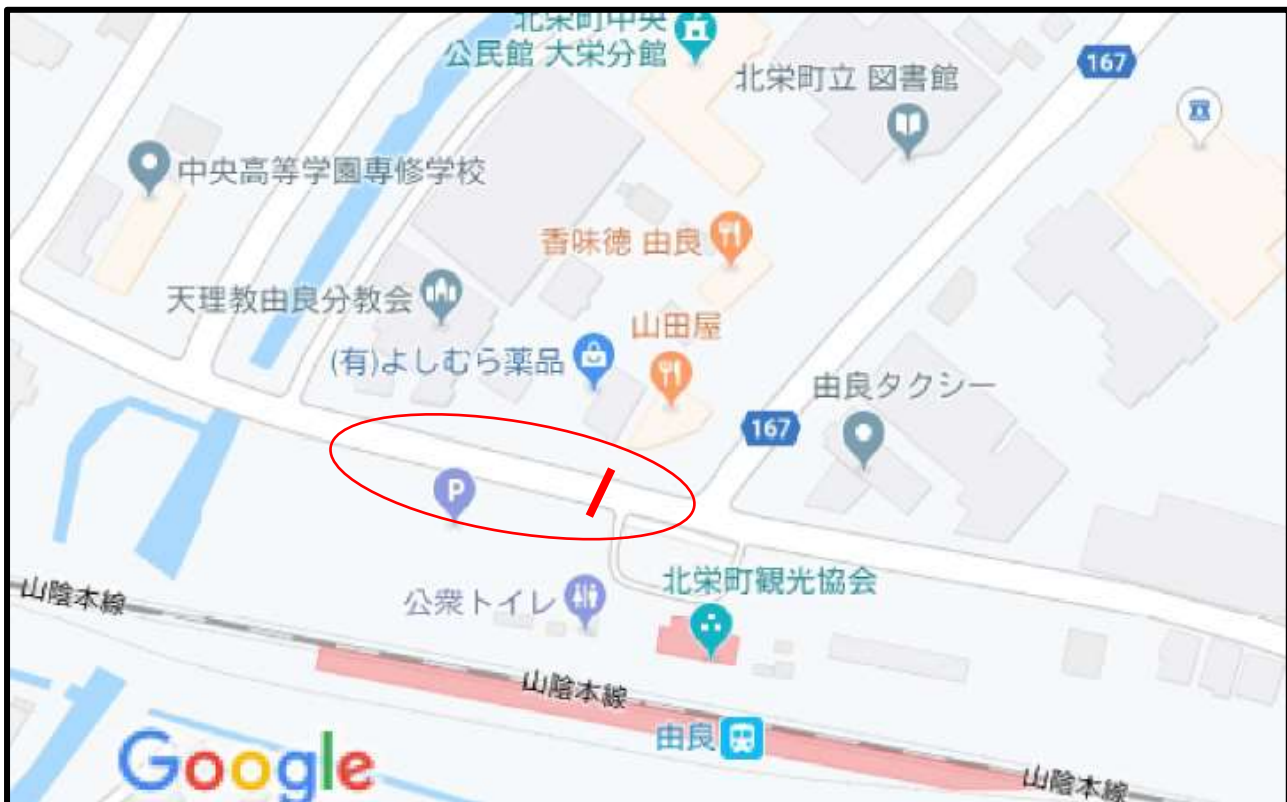 北栄町中央
公民館 大栄分館
167
北栄町立 図書館
中央高等学園専修学校
香味徳 由良
天理教由良分教会
山田屋
(有)よしむら薬品
由良タクシー
167
P
北栄町観光協会
公衆トイレ
山陰本線
山陰本線
由良
山陰本線
Google